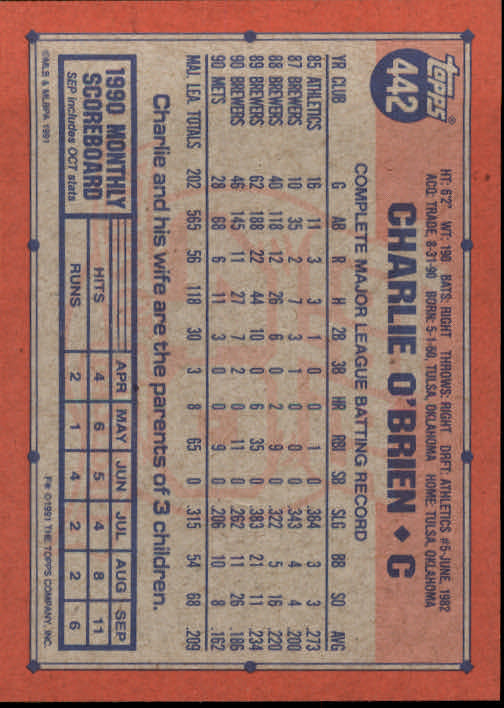 TOPPS®
442
CHARLIE O'BRIEN ◆ C
HT: 6'2" WT: 190 BATS: RIGHT THROWS: RIGHT DRFT: ATHLETICS #5-JUNE, 1982
ACQ: TRADE 8-31-90 BORN: 5-1-60, TULSA, OKLAHOMA HOME: TULSA, OKLAHOMA
COMPLETE MAJOR LEAGUE BATTING RECORD
YR CLUB G AB R H 2B 3B HR RBI SB SLG BB SO AVG
85 ATHLETICS 16 11 3 3 1 0 0 1 0 .384 3 3 .273
87 BREWERS 10 35 2 7 3 1 0 0 0 .343 4 4 .200
88 BREWERS 40 118 12 26 6 0 2 9 0 .322 5 16 .220
89 BREWERS 62 188 22 44 10 0 6 35 0 .383 21 11 .234
90 BREWERS 46 145 11 27 7 2 0 11 0 .262 11 26 .186
90 METS 28 68 6 11 3 0 0 9 0 .206 10 8 .162
MAJ. LEA. TOTALS 202 565 56 118 30 3 8 65 0 .315 54 68 .209
Charlie and his wife are the parents of 3 children.
1990 MONTHLY
SCOREBOARD
SEP includes OCT stats
APR MAY JUN JUL AUG SEP
HITS 4 6 5 4 8 11
RUNS 2 1 4 2 2 6
©MLB & MLBPA 1991
F* ©1991 THE TOPPS COMPANY, INC.